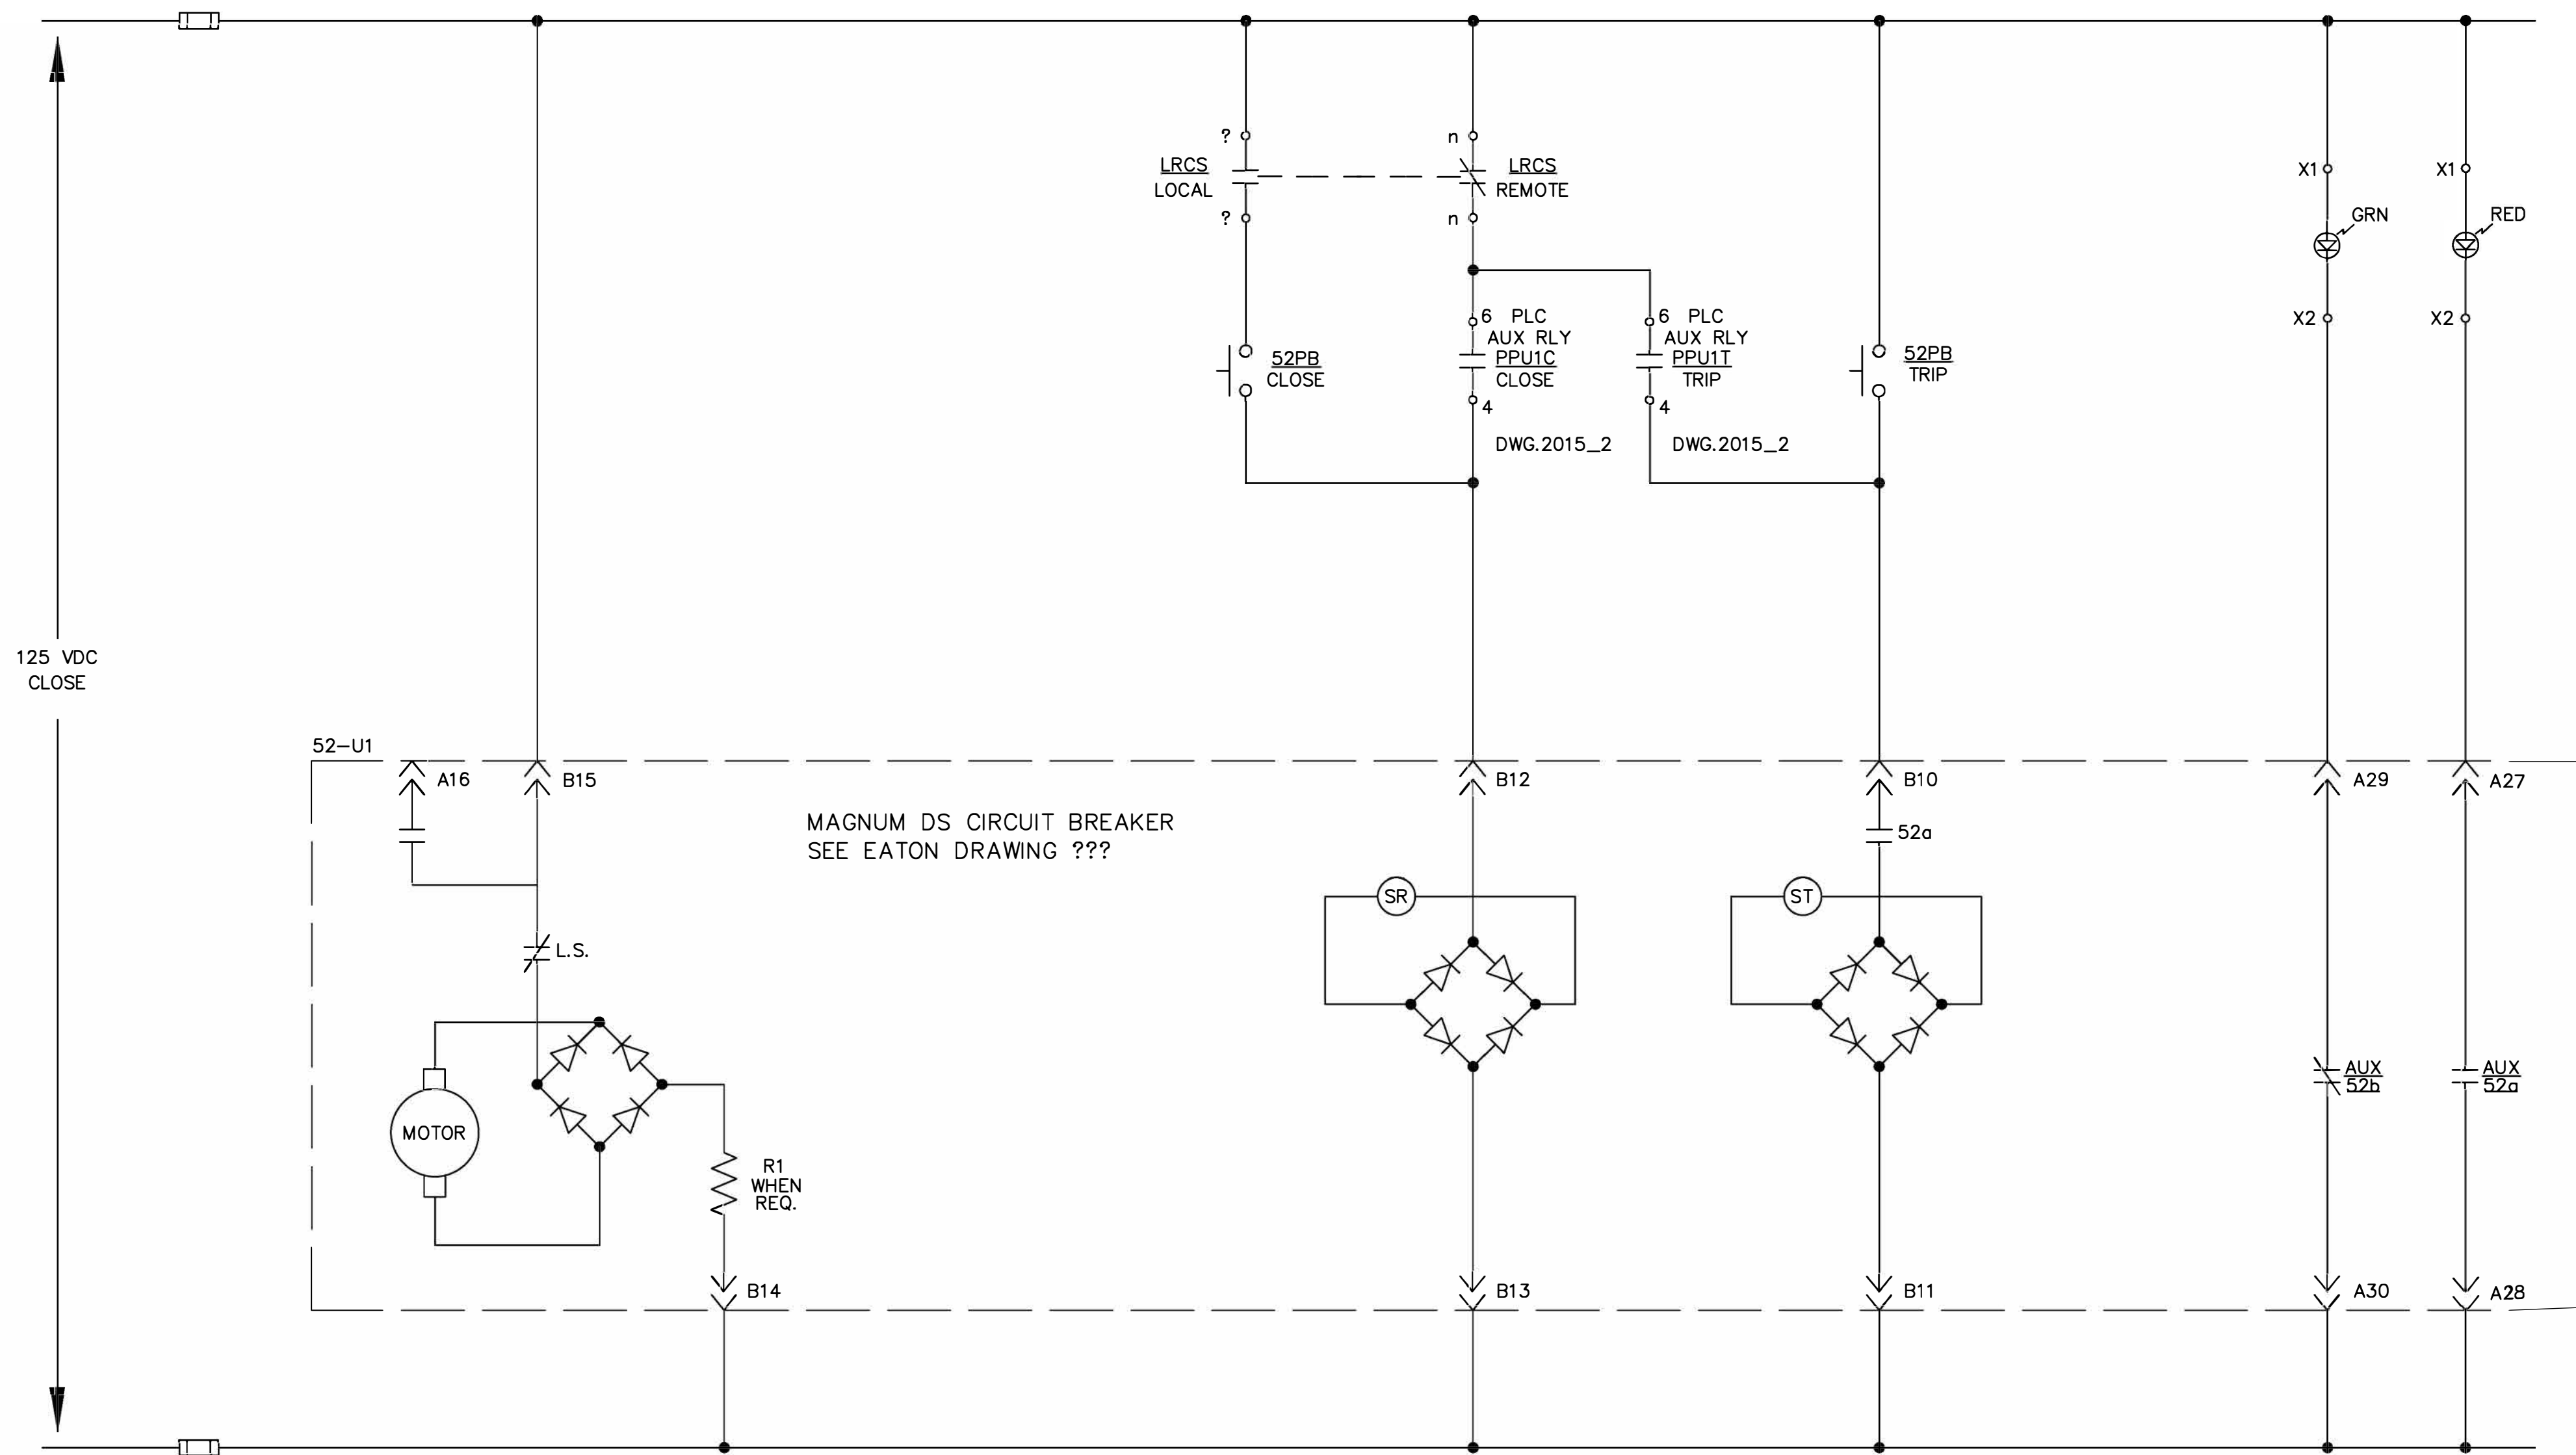 ?
n
LRCS
LOCAL
LRCS
REMOTE
?
n
X1
X1
GRN
RED
X2
X2
6 PLC
AUX RLY
PPU1C
CLOSE
4
DWG.2015_2
6 PLC
AUX RLY
PPU1T
TRIP
4
DWG.2015_2
52PB
CLOSE
52PB
TRIP
125 VDC
CLOSE
52-U1
A16
B15
B12
B10
A29
A27
MAGNUM DS CIRCUIT BREAKER
SEE EATON DRAWING ???
52a
SR
ST
L.S.
MOTOR
AUX
52b
AUX
52a
R1
WHEN
REQ.
B14
B13
B11
A30
A28